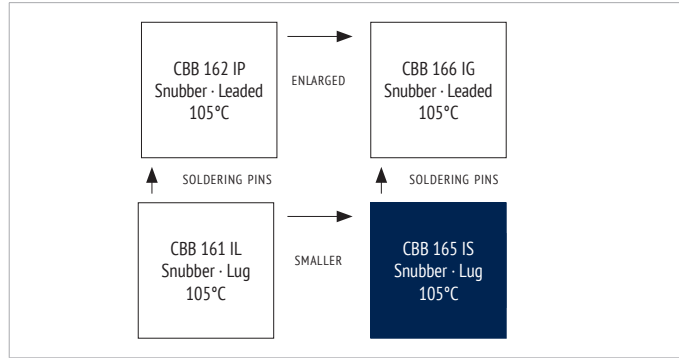 CBB 162 IP
Snubber · Leaded
105°C
ENLARGED
CBB 166 IG
Snubber · Leaded
105°C
SOLDERING PINS
SOLDERING PINS
CBB 161 IL
Snubber · Lug
105°C
SMALLER
CBB 165 IS
Snubber · Lug
105°C